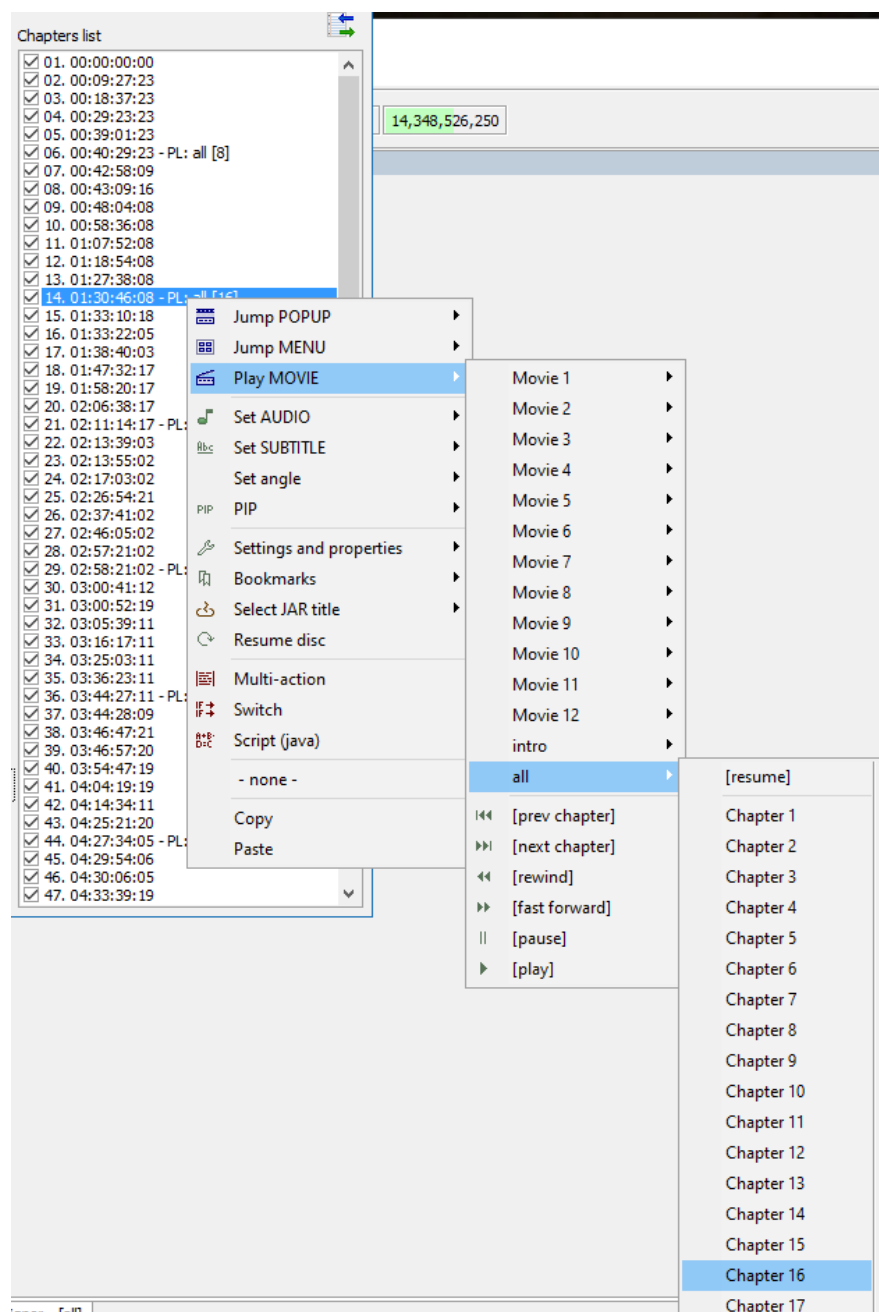 Chapters list
01. 00:00:00:00
02. 00:09:27:23
03. 00:18:37:23
04. 00:29:23:23
05. 00:39:01:23
06. 00:40:29:23 - PL: all [8]
07. 00:42:58:09
08. 00:43:09:16
09. 00:48:04:08
10. 00:58:36:08
11. 01:07:52:08
12. 01:18:54:08
13. 01:27:38:08
14. 01:30:46:08 - PL: all [16]
15. 01:33:10:18
16. 01:33:22:05
17. 01:38:40:03
18. 01:47:32:17
19. 01:58:20:17
20. 02:06:38:17
21. 02:11:14:17 - PL:
22. 02:13:39:03
23. 02:13:55:02
24. 02:17:03:02
25. 02:26:54:21
26. 02:37:41:02
27. 02:46:05:02
28. 02:57:21:02
29. 02:58:21:02 - PL:
30. 03:00:41:12
31. 03:00:52:19
32. 03:05:39:11
33. 03:16:17:11
34. 03:25:03:11
35. 03:36:23:11
36. 03:44:27:11 - PL:
37. 03:44:28:09
38. 03:46:47:21
39. 03:46:57:20
40. 03:54:47:19
41. 04:04:19:19
42. 04:14:34:11
43. 04:25:21:20
44. 04:27:34:05 - PL:
45. 04:29:54:06
46. 04:30:06:05
47. 04:33:39:19
14,348,526,250
Jump POPUP
Jump MENU
Play MOVIE
Set AUDIO
Abc Set SUBTITLE
Set angle
PIP PIP
Settings and properties
Bookmarks
Select JAR title
Resume disc
Multi-action
IF IF Switch
A+B· D=C Script (java)
- none -
Copy
Paste
Movie 1
Movie 2
Movie 3
Movie 4
Movie 5
Movie 6
Movie 7
Movie 8
Movie 9
Movie 10
Movie 11
Movie 12
intro
all
[prev chapter]
[next chapter]
[rewind]
[fast forward]
[pause]
[play]
[resume]
Chapter 1
Chapter 2
Chapter 3
Chapter 4
Chapter 5
Chapter 6
Chapter 7
Chapter 8
Chapter 9
Chapter 10
Chapter 11
Chapter 12
Chapter 13
Chapter 14
Chapter 15
Chapter 16
Chapter 17